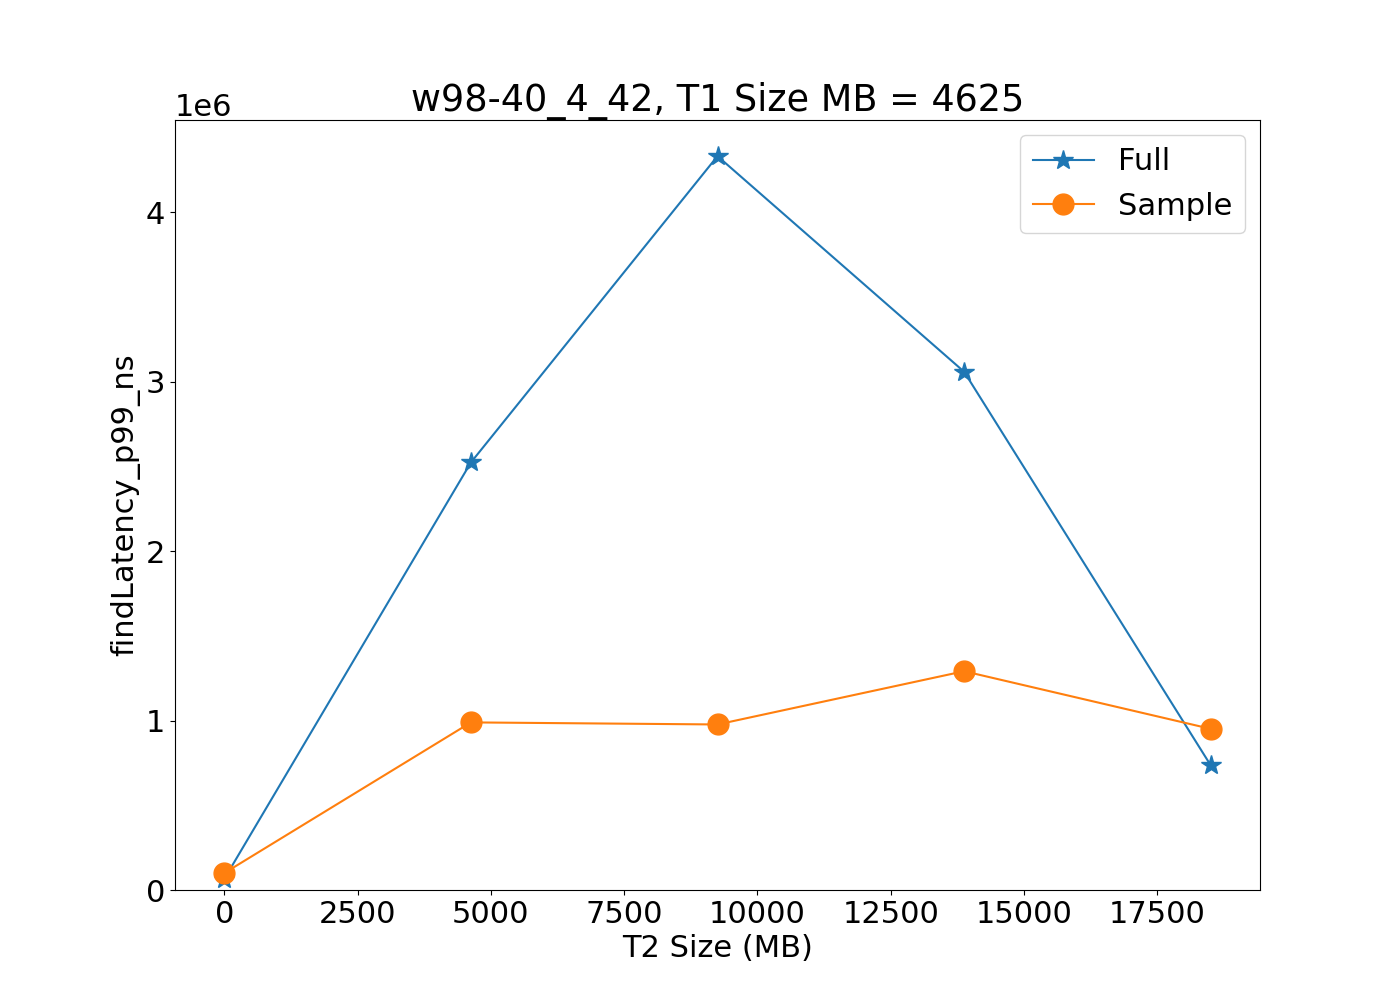 w98-40_4_42, T1 Size MB = 4625
1e6
Full
Sample
4
3
2
1
0
findLatency_p99_ns
0 2500 5000 7500 10000 12500 15000 17500
T2 Size (MB)